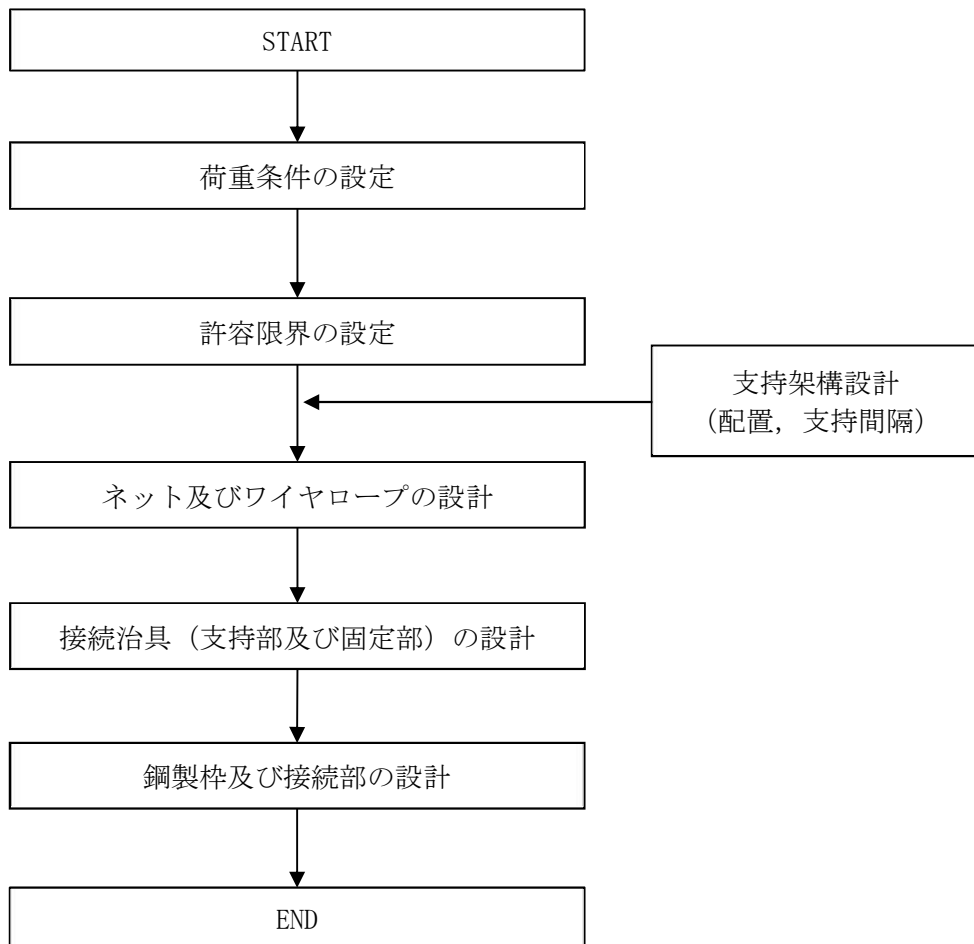 START
荷重条件の設定
許容限界の設定
支持架構設計
(配置，支持間隔)
ネット及びワイヤロープの設計
接続治具（支持部及び固定部）の設計
鋼製枠及び接続部の設計
END